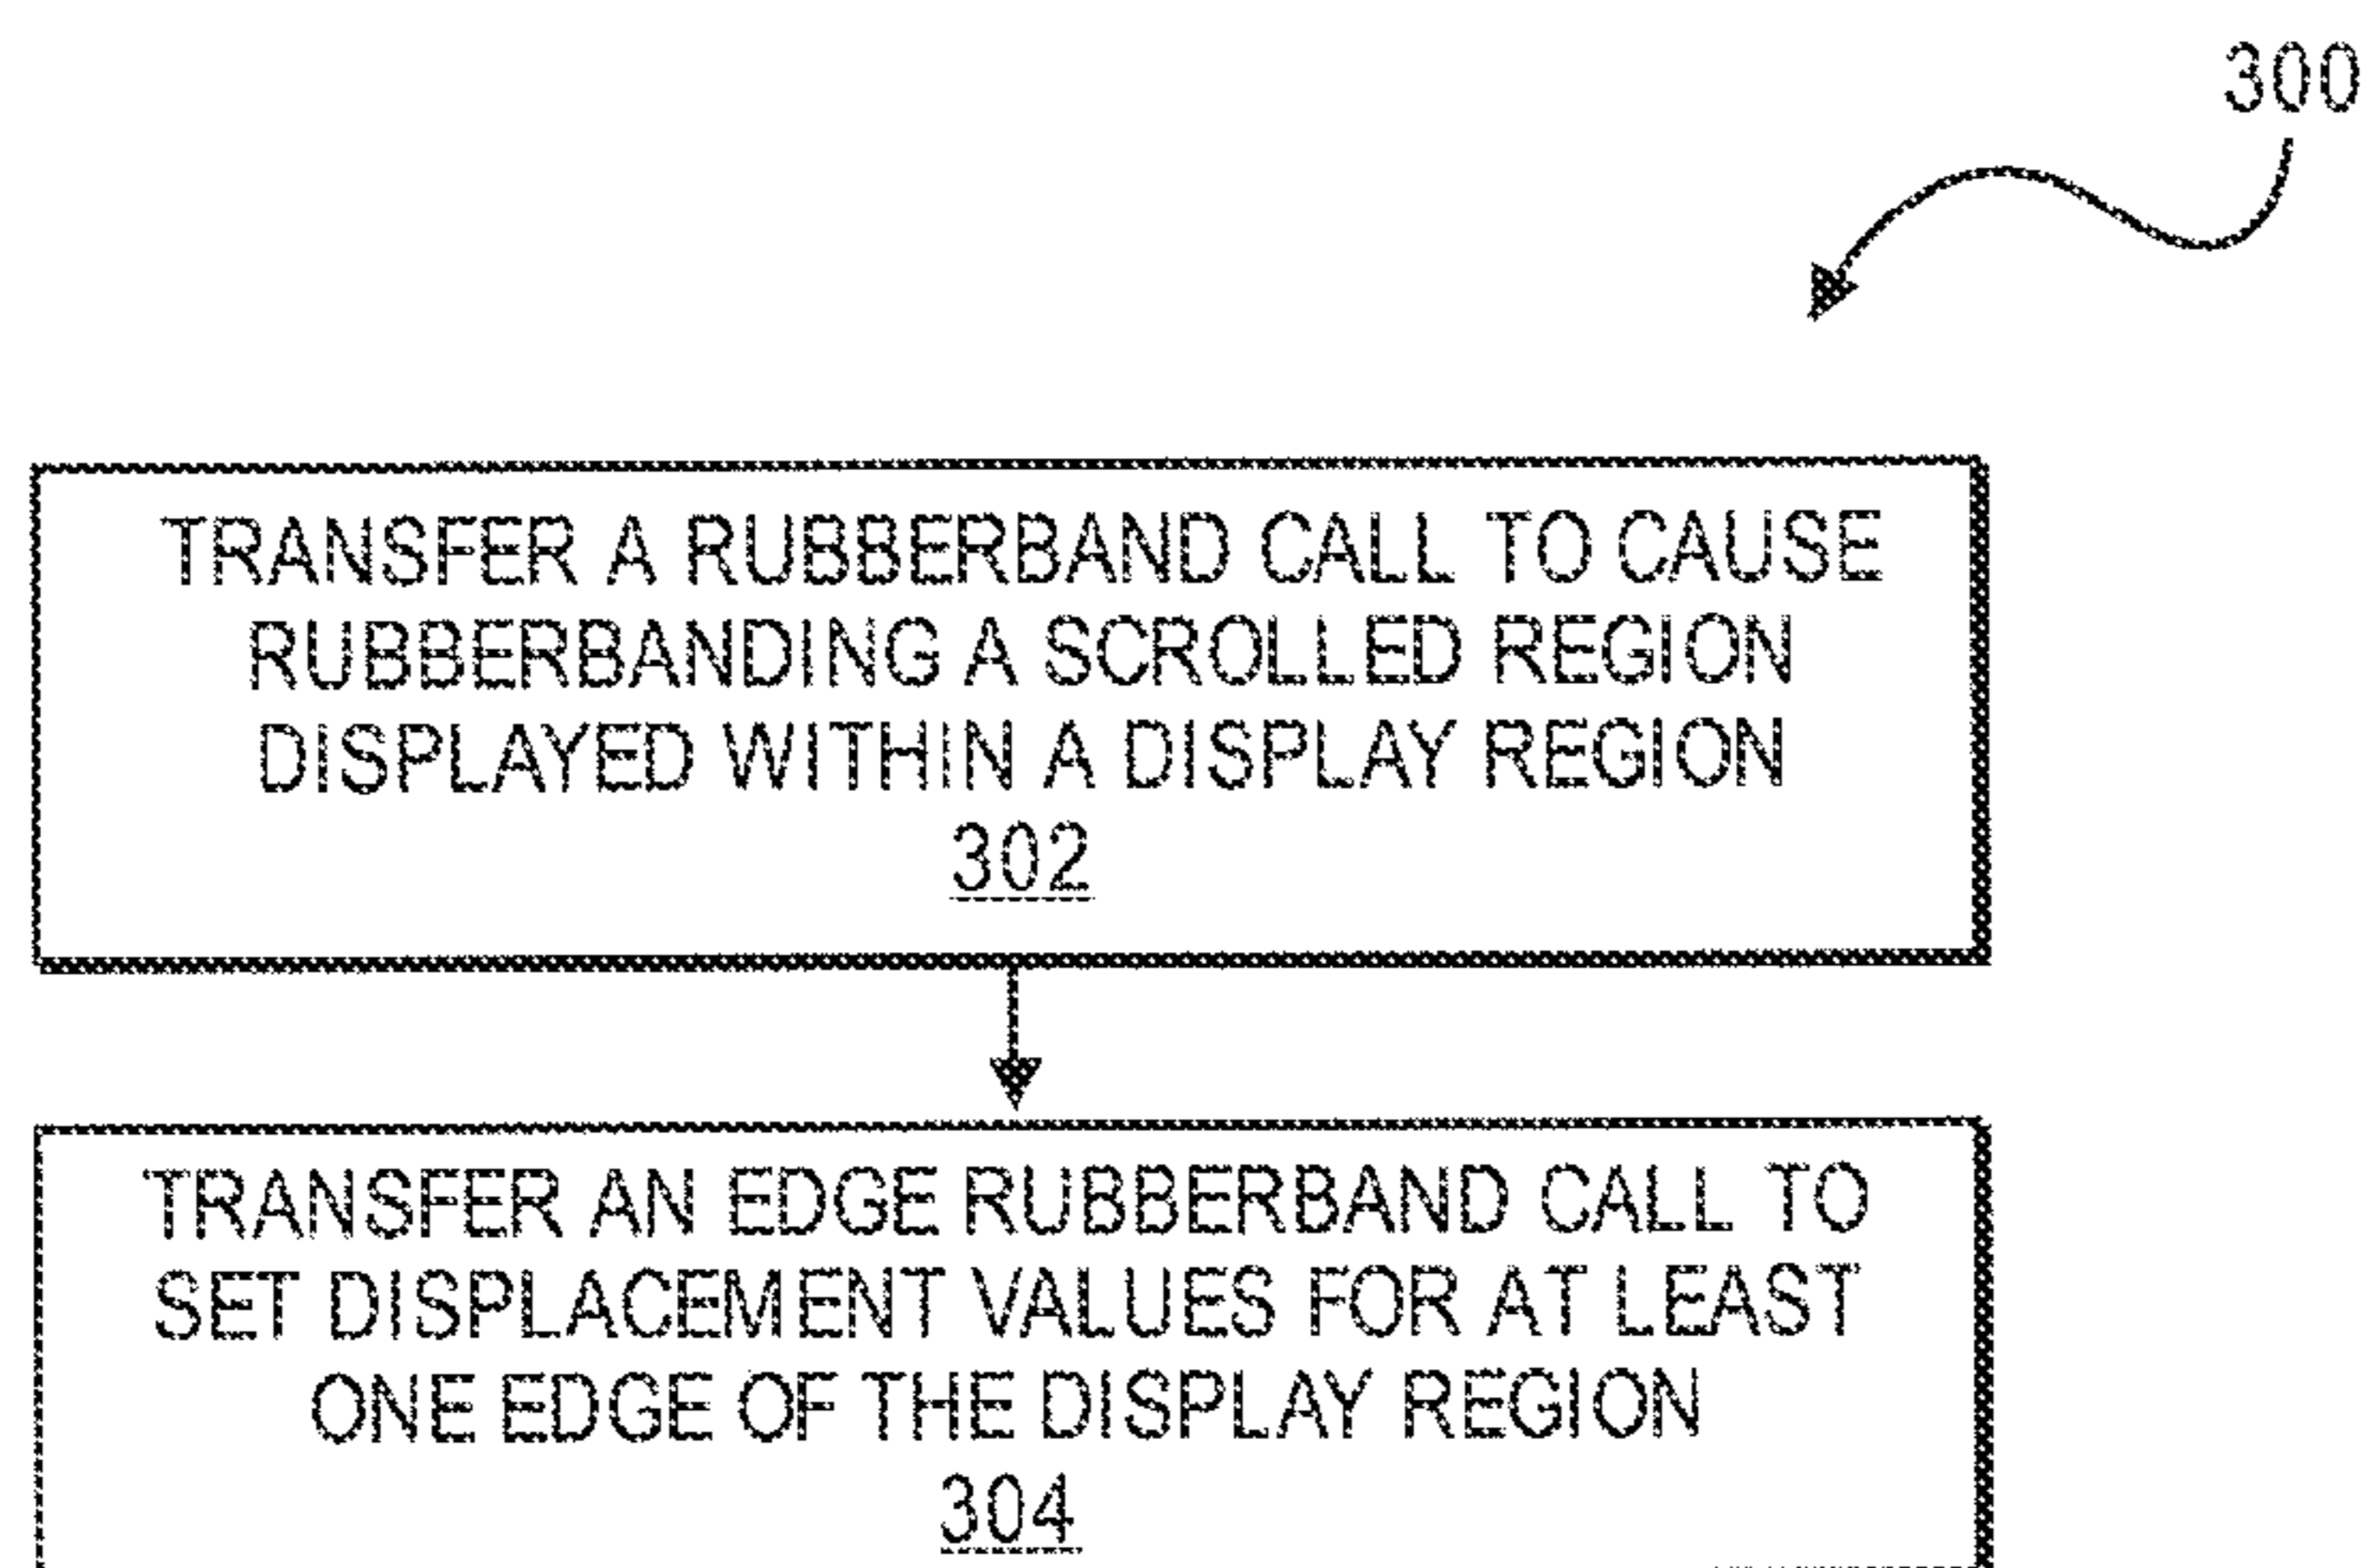 300
TRANSFER A RUBBERBAND CALL TO CAUSE
RUBBERBANDING A SCROLLED REGION
DISPLAYED WITHIN A DISPLAY REGION
302
TRANSFER AN EDGE RUBBERBAND CALL TO
SET DISPLACEMENT VALUES FOR AT LEAST
ONE EDGE OF THE DISPLAY REGION
304